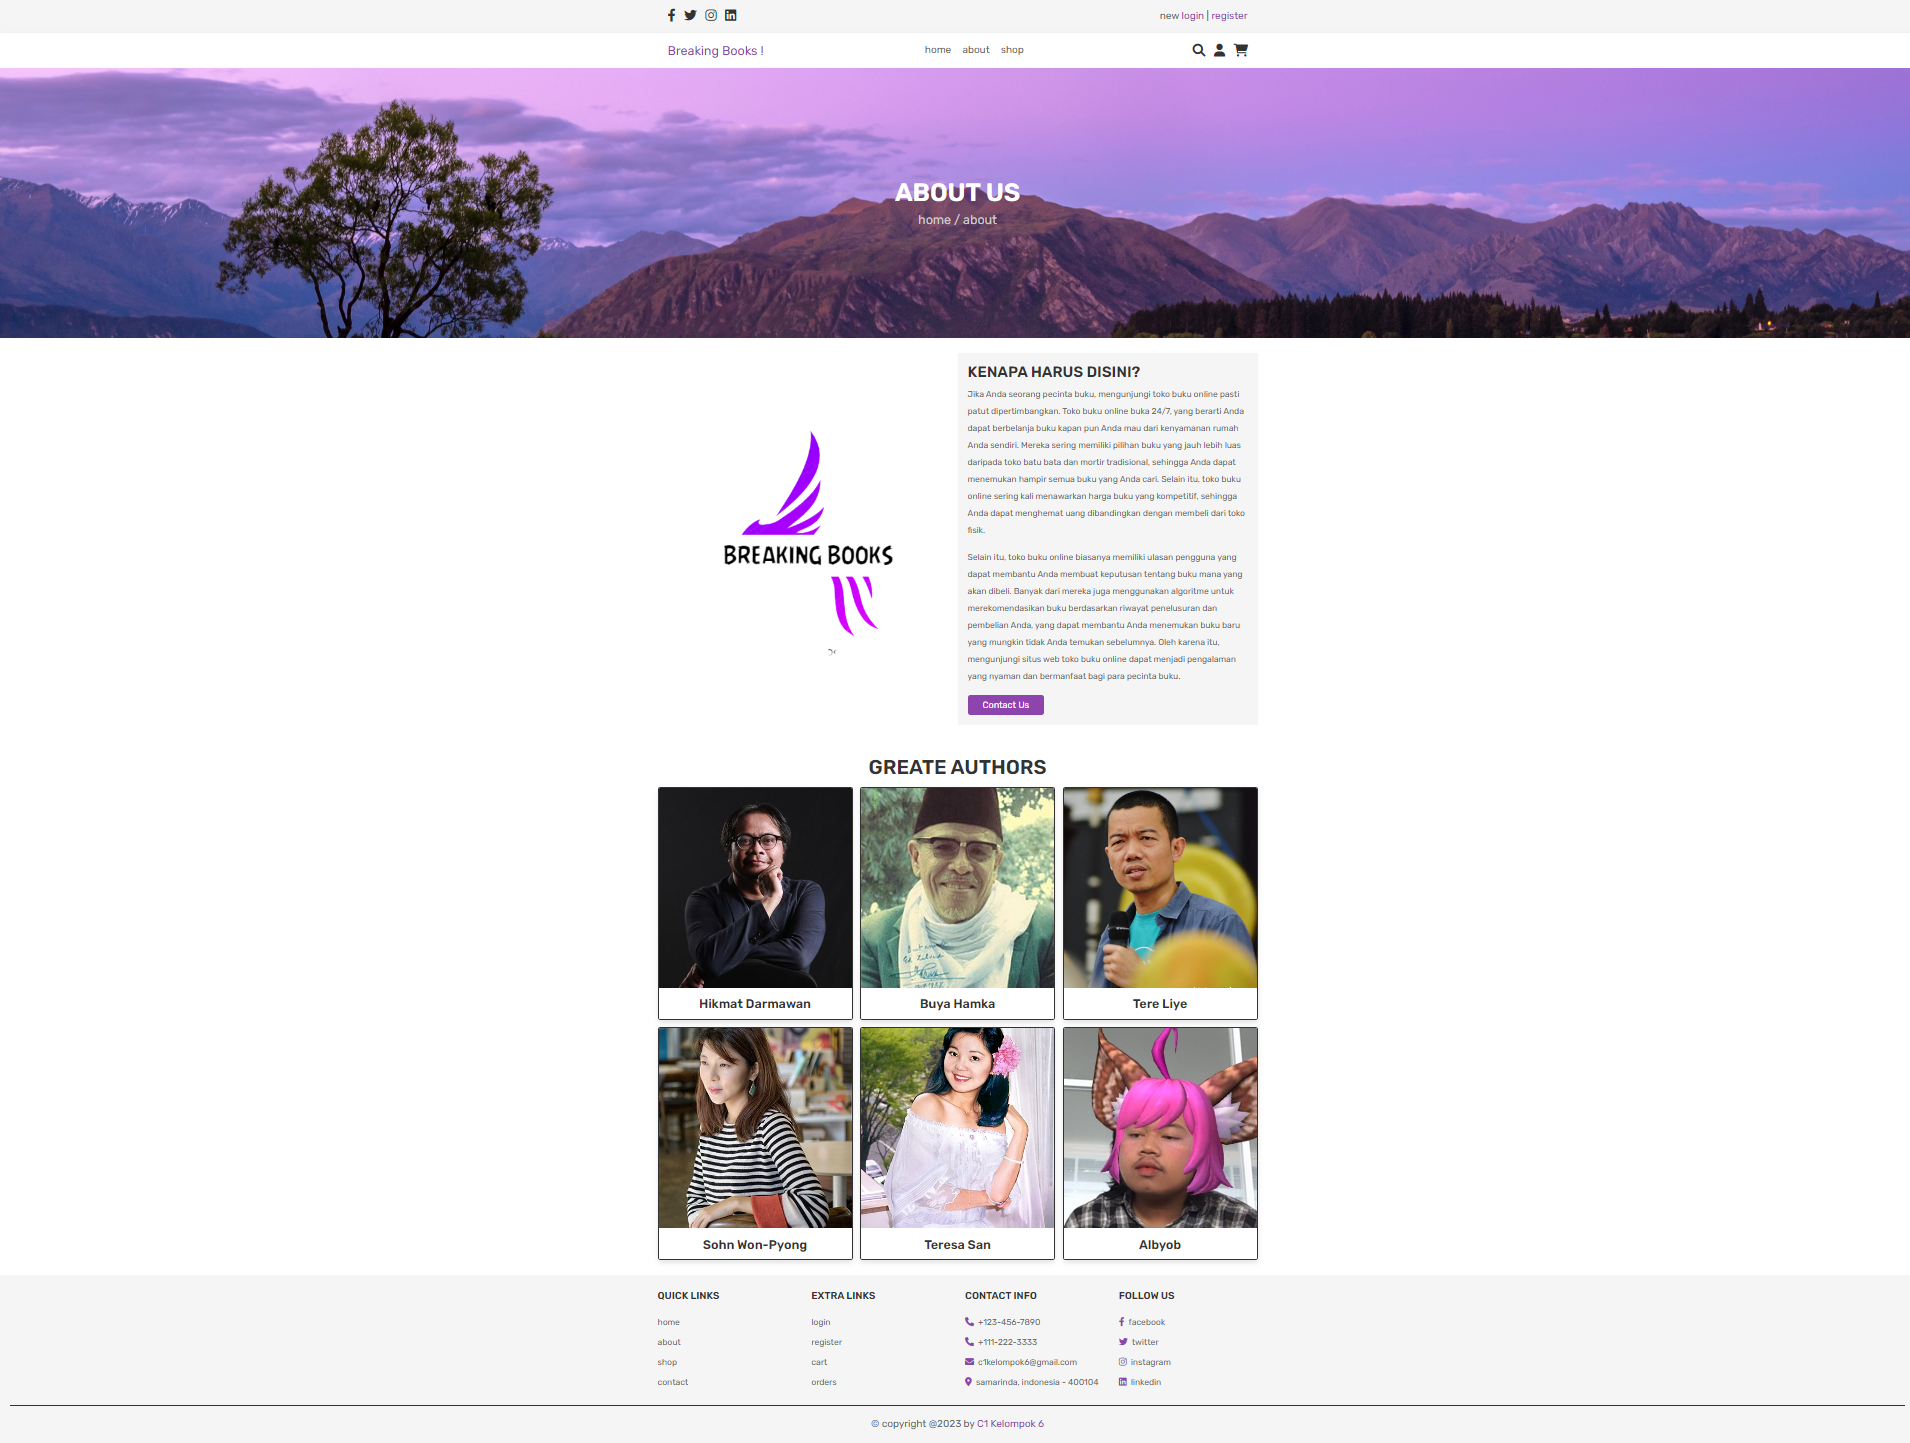 new login | register
Breaking Books !
home about shop
ABOUT US
home / about
BREAKING BOOKS
KENAPA HARUS DISINI?
Jika Anda seorang pecinta buku, mengunjungi toko buku online pasti
patut dipertimbangkan. Toko buku online buka 24/7, yang berarti Anda
dapat berbelanja buku kapan pun Anda mau dari kenyamanan rumah
Anda sendiri. Mereka sering memiliki pilihan buku yang jauh lebih luas
daripada toko batu bata dan mortir tradisional, sehingga Anda dapat
menemukan hampir semua buku yang Anda cari. Selain itu, toko buku
online sering kali menawarkan harga buku yang kompetitif, sehingga
Anda dapat menghemat uang dibandingkan dengan membeli dari toko
fisik.
Selain itu, toko buku online biasanya memiliki ulasan pengguna yang
dapat membantu Anda membuat keputusan tentang buku mana yang
akan dibeli. Banyak dari mereka juga menggunakan algoritme untuk
merekomendasikan buku berdasarkan riwayat penelusuran dan
pembelian Anda, yang dapat membantu Anda menemukan buku baru
yang mungkin tidak Anda temukan sebelumnya. Oleh karena itu,
mengunjungi situs web toko buku online dapat menjadi pengalaman
yang nyaman dan bermanfaat bagi para pecinta buku.
Contact Us
GREATE AUTHORS
Hikmat Darmawan
Buya Hamka
Tere Liye
Sohn Won-Pyong
Teresa San
Albyob
QUICK LINKS
home
about
shop
contact
EXTRA LINKS
login
register
cart
orders
CONTACT INFO
+123-456-7890
+111-222-3333
c1kelompok6@gmail.com
samarinda, indonesia - 400104
FOLLOW US
facebook
twitter
instagram
linkedin
© copyright @2023 by C1 Kelompok 6